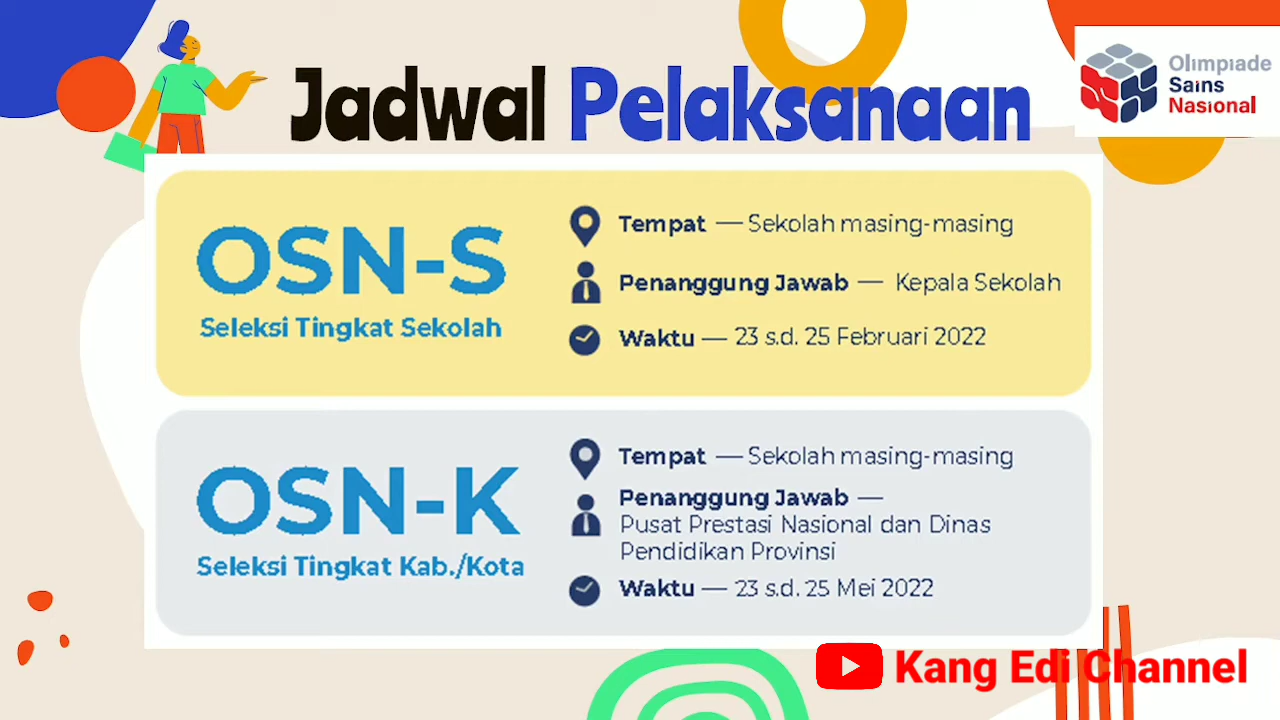 Jadwal Pelaksanaan
Olimpiade
Sains
Nasional
OSN-S
Seleksi Tingkat Sekolah
Tempat — Sekolah masing-masing
Penanggung Jawab — Kepala Sekolah
Waktu — 23 s.d. 25 Februari 2022
OSN-K
Seleksi Tingkat Kab./Kota
Tempat — Sekolah masing-masing
Penanggung Jawab —
Pusat Prestasi Nasional dan Dinas
Pendidikan Provinsi
Waktu — 23 s.d. 25 Mei 2022
Kang Edi Channel